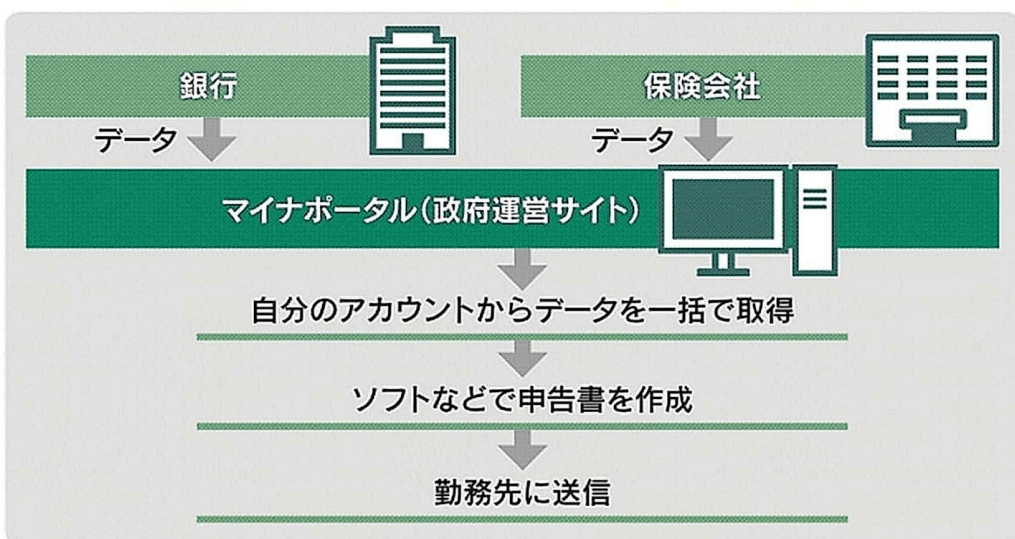 銀行
保険会社
データ
データ
マイナポータル(政府運営サイト)
自分のアカウントからデータを一括で取得
ソフトなどで申告書を作成
勤務先に送信